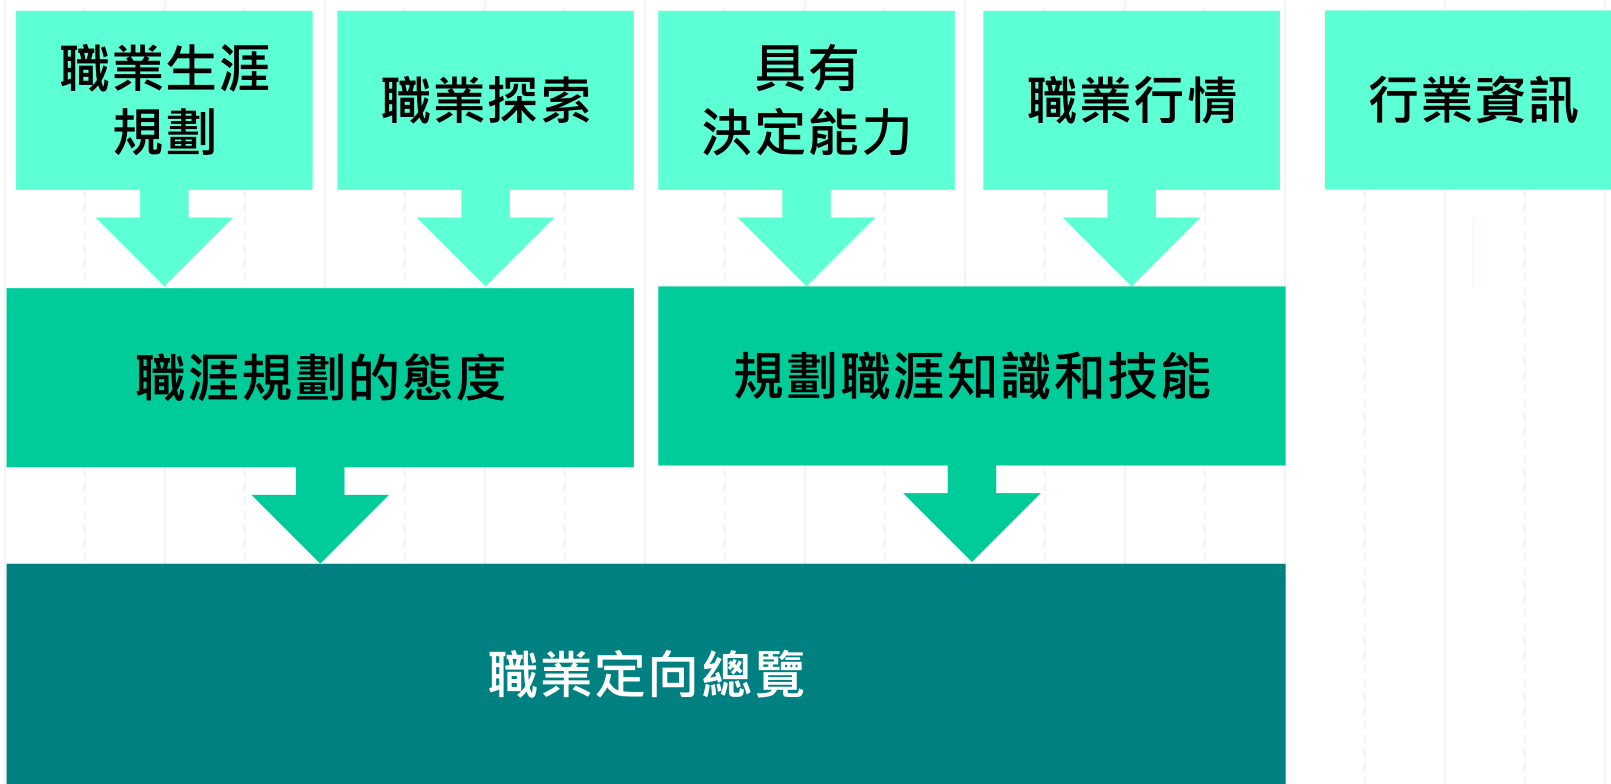 職業生涯
規劃
職業探索
具有
決定能力
職業行情
行業資訊
職涯規劃的態度
規劃職涯知識和技能
職業定向總覽